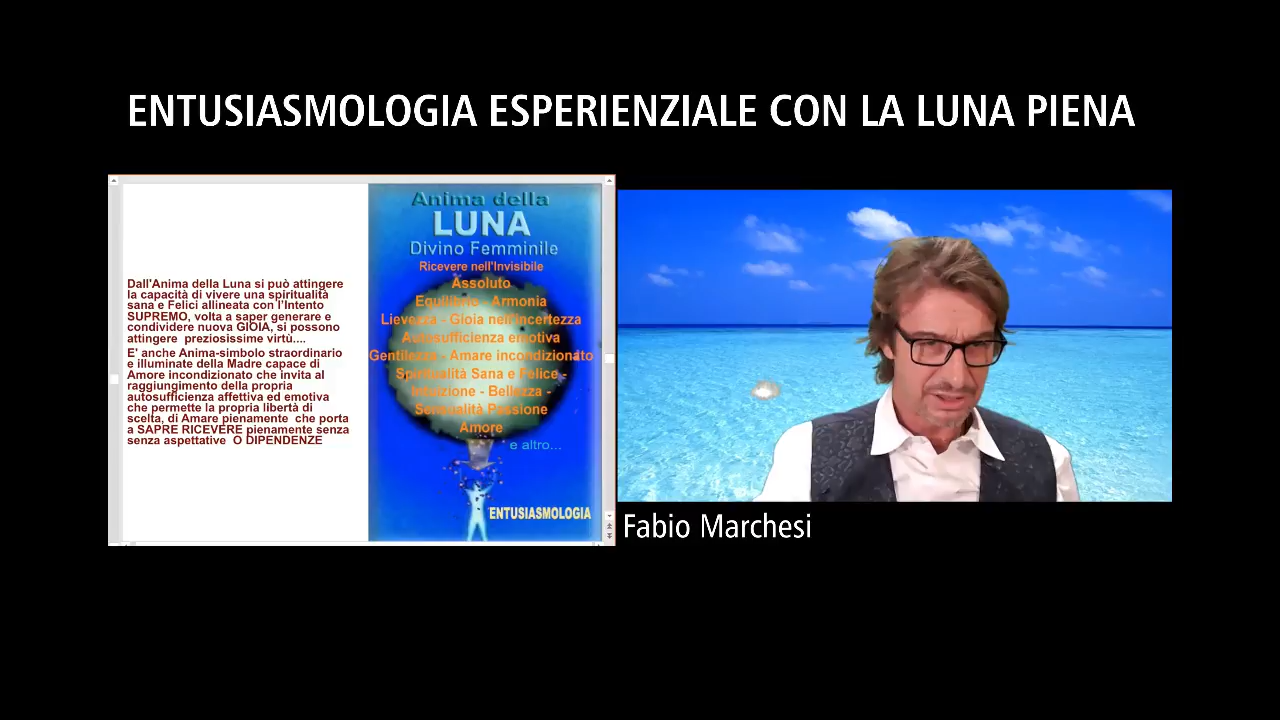 ENTUSIASMOLOGIA ESPERIENZIALE CON LA LUNA PIENA
Dall'Anima della Luna si può attingere
la capacità di vivere una spiritualità
sana e Felici allineata con l'Intento
SUPREMO, volta a saper generare e
condividere nuova GIOIA, si possono
attingere preziosissime virtù....
E' anche Anima-simbolo straordinario
e illuminate della Madre capace di
Amore incondizionato che invita al
raggiungimento della propria
autosufficienza affettiva ed emotiva
che permette la propria libertà di
scelta, di Amare pienamente che porta
a SAPRE RICEVERE pienamente senza
senza aspettative O DIPENDENZE
Anima della
LUNA
Divino Femminile
Ricevere nell'Invisibile
Assoluto
Equilibrio - Armonia
Lievezza - Gioia nell'Incertezza
Autosufficienza emotiva
Gentilezza - Amare incondizionato
Spiritualità Sana e Felice -
Intuizione - Bellezza -
Sensualità Passione
Amore
e altro...
ENTUSIASMOLOGIA
Fabio Marchesi